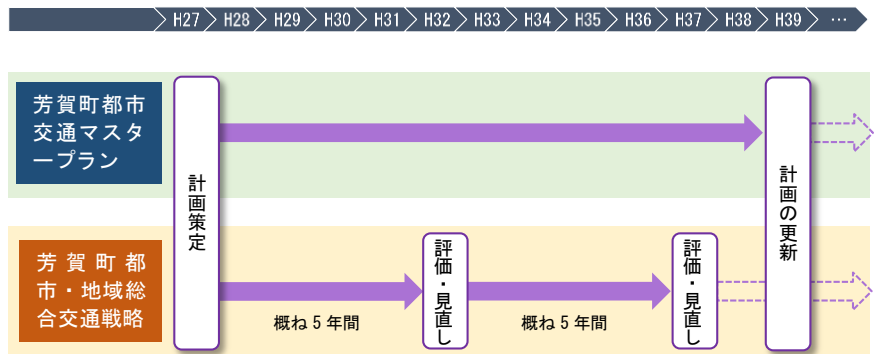 H27 H28 H29 H30 H31 H32 H33 H34 H35 H36 H37 H38 H39 …
芳賀町都市
交通マスタ
ープラン
計画策定
計画の更新
芳賀町都
市・地域総
合交通戦略
概ね5年間
評価・見直し
概ね5年間
評価・見直し